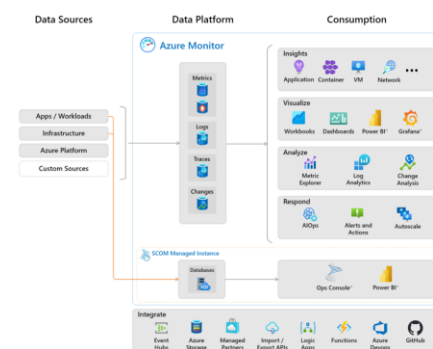 Data Sources
Data Platform
Consumption
Azure Monitor
Apps / Workloads
Infrastructure
Azure Platform
Custom Sources
Metrics
Logs
Traces
Changes
Insights
Application
Container
VM
Network
Visualize
Workbooks
Dashboards
Power BI*
Grafana*
Analyze
Metric
Explorer
Log
Analytics
Change
Analysis
Respond
AIOps
Alerts and
Actions
Autoscale
SCOM Managed Instance
Databases
SQL
Ops Console*
Power BI*
Integrate
Event
Hubs
Azure
Storage
Managed
Partners
Import /
Export APIs
Logic
Apps
Functions
Azure
Devops
GitHub